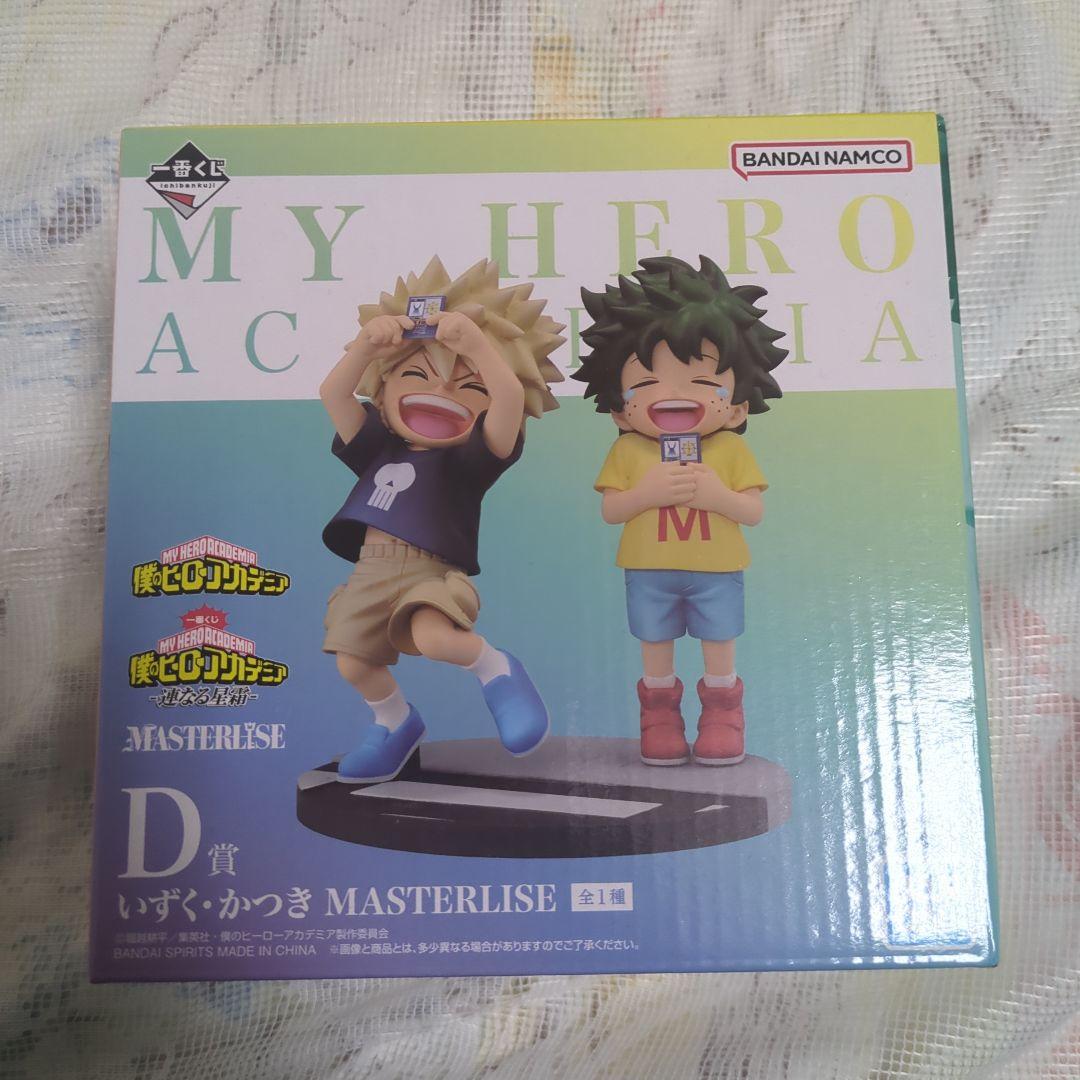 一番くじ
ichibankuji
BANDAI NAMCO
MY HERO
AC IA
M
MY HERO ACADEMIA
僕のヒーローアカデミア
一番くじ
MY HERO ACADEMIA
僕のヒーローアカデミア
-連なる星霜-
MASTERLISE
D賞
いずく・かつき MASTERLISE 全1種
©堀越耕平／集英社・僕のヒーローアカデミア製作委員会
BANDAI SPIRITS MADE IN CHINA ※画像と商品とは、多少異なる場合がありますのでご了承ください。